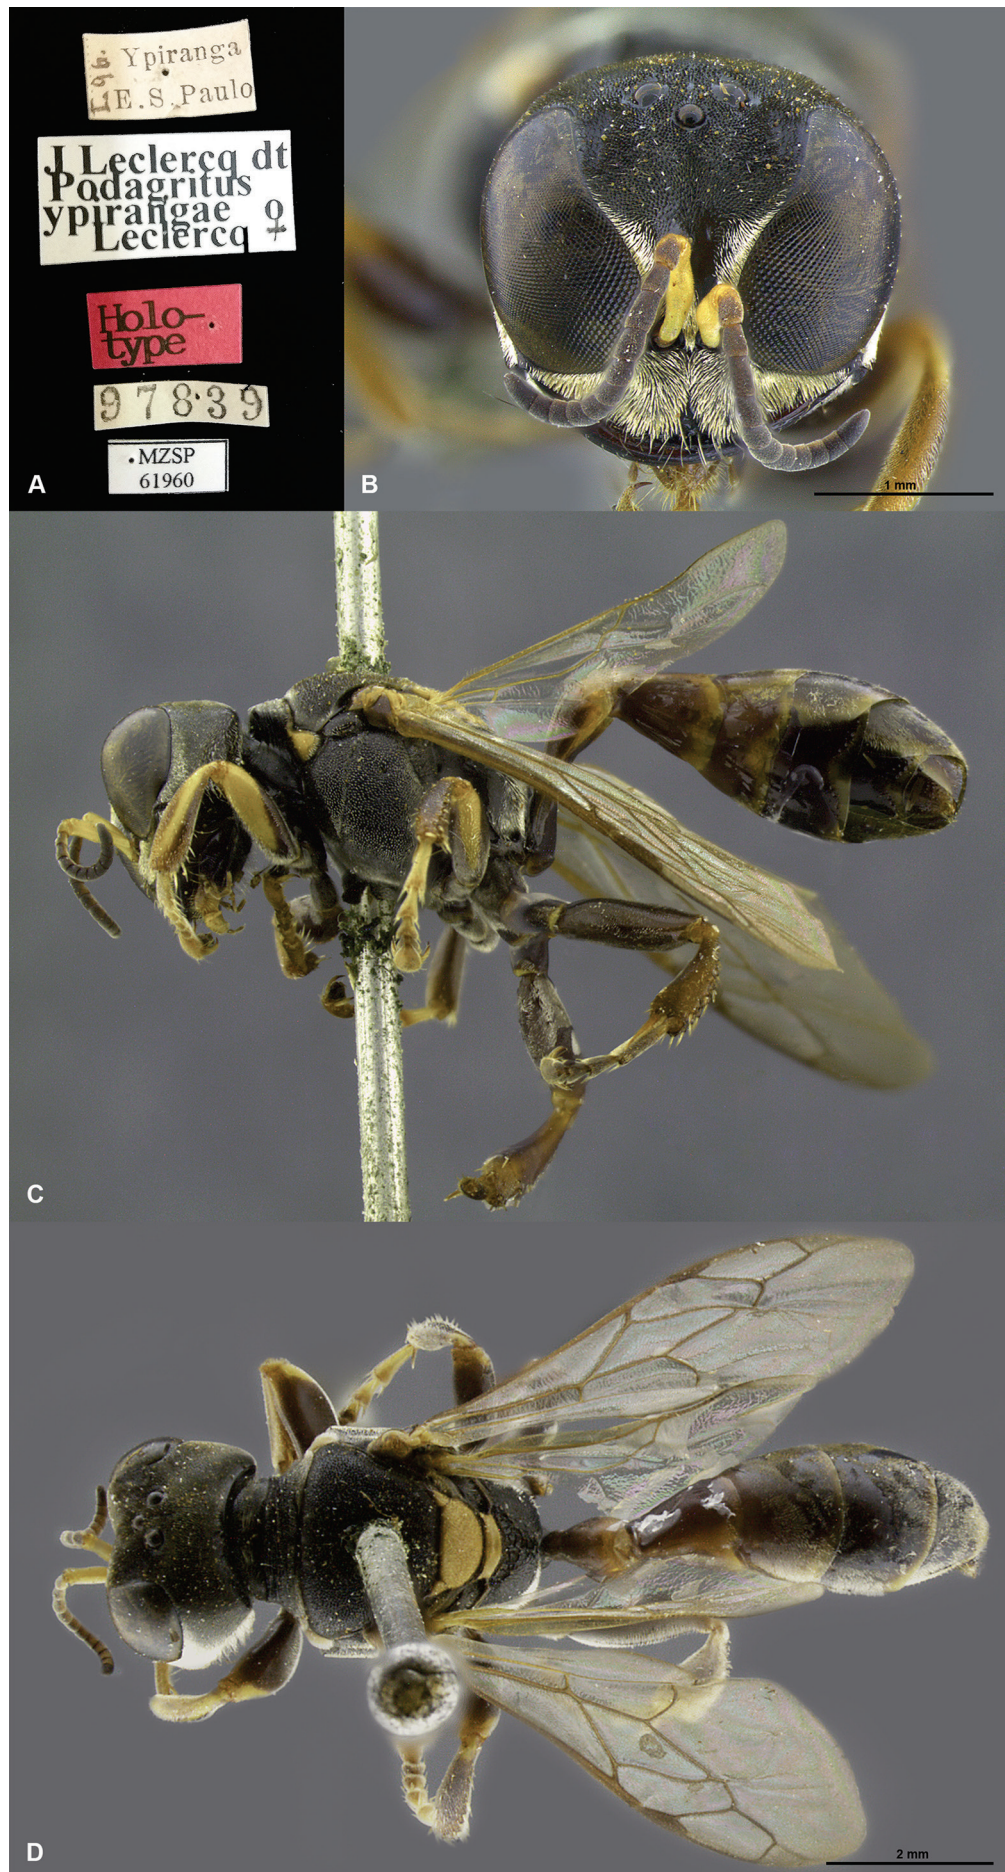 Ypiranga
E. S. Paulo
J Leclercq dt
Podagritus
ypirangae ♀
Leclercq
Holo-
type
97839
MZSP
61960
A
B
1 mm
C
D
2 mm